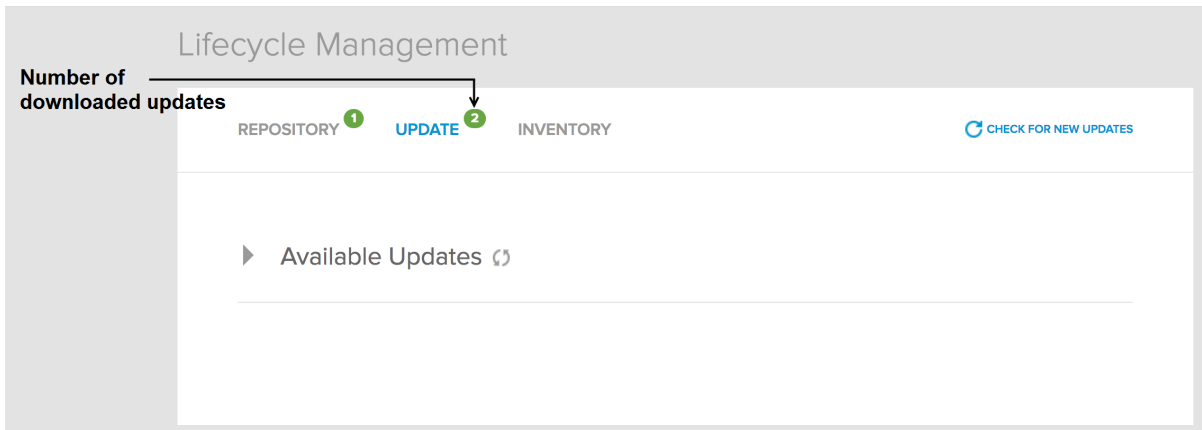 Lifecycle Management
Number of
downloaded updates
REPOSITORY 1 UPDATE 2 INVENTORY CHECK FOR NEW UPDATES
Available Updates